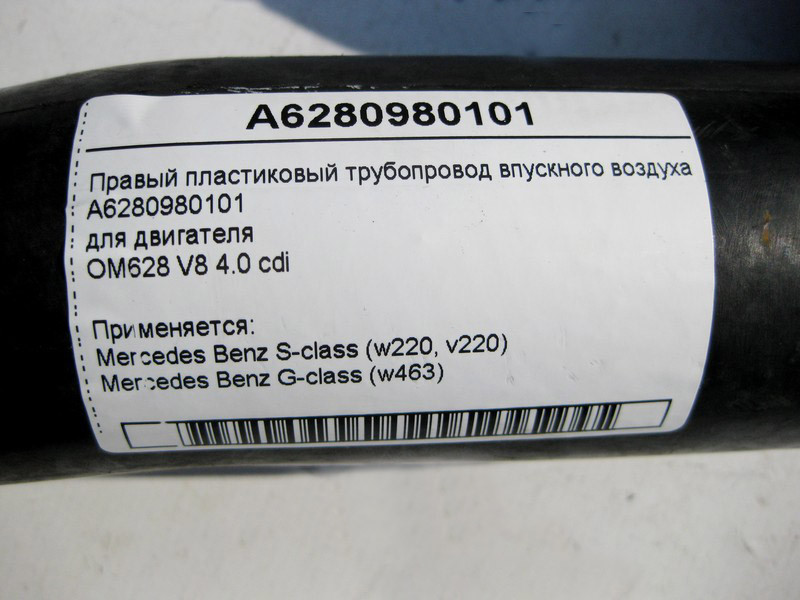 A6280980101
Правый пластиковый трубопровод впускного воздуха
A6280980101
для двигателя
OM628 V8 4.0 cdi
Применяется:
Mercedes Benz S-class (w220, v220)
Mercedes Benz G-class (w463)